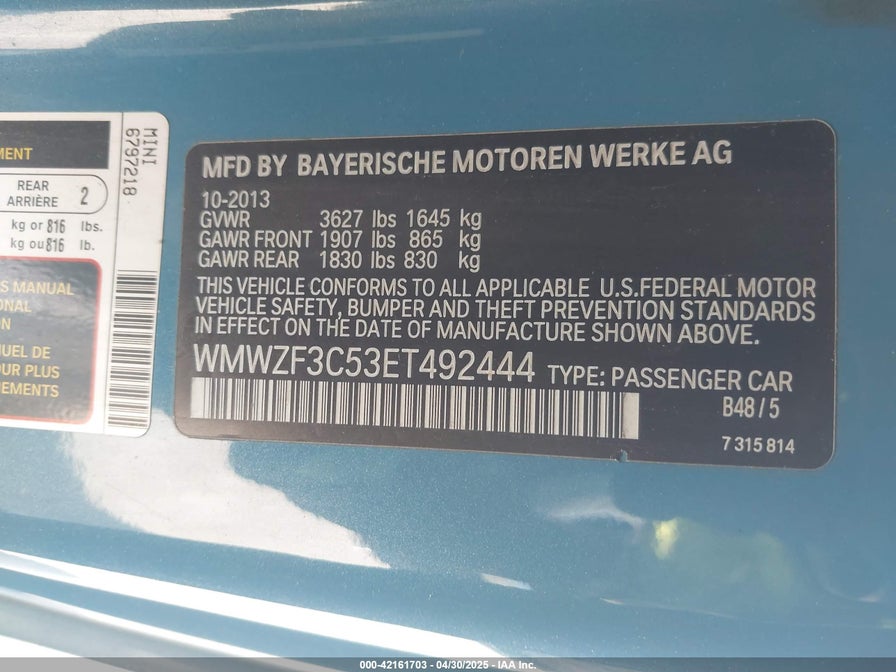 MENT
REAR
ARRIÈRE
2
kg or 816 lbs.
kg ou 816 lb.
S MANUAL
ONAL
ON
NUEL DE
OUR PLUS
NEMENTS
MINI
6797218
MFD BY BAYERISCHE MOTOREN WERKE AG
10-2013
GVWR 3627 lbs 1645 kg
GAWR FRONT 1907 lbs 865 kg
GAWR REAR 1830 lbs 830 kg
THIS VEHICLE CONFORMS TO ALL APPLICABLE U.S.FEDERAL MOTOR
VEHICLE SAFETY, BUMPER AND THEFT PREVENTION STANDARDS
IN EFFECT ON THE DATE OF MANUFACTURE SHOWN ABOVE.
WMWZF3C53ET492444 TYPE: PASSENGER CAR
B48/5
7 315 814
000-42161703 - 04/30/2025 - IAA Inc.